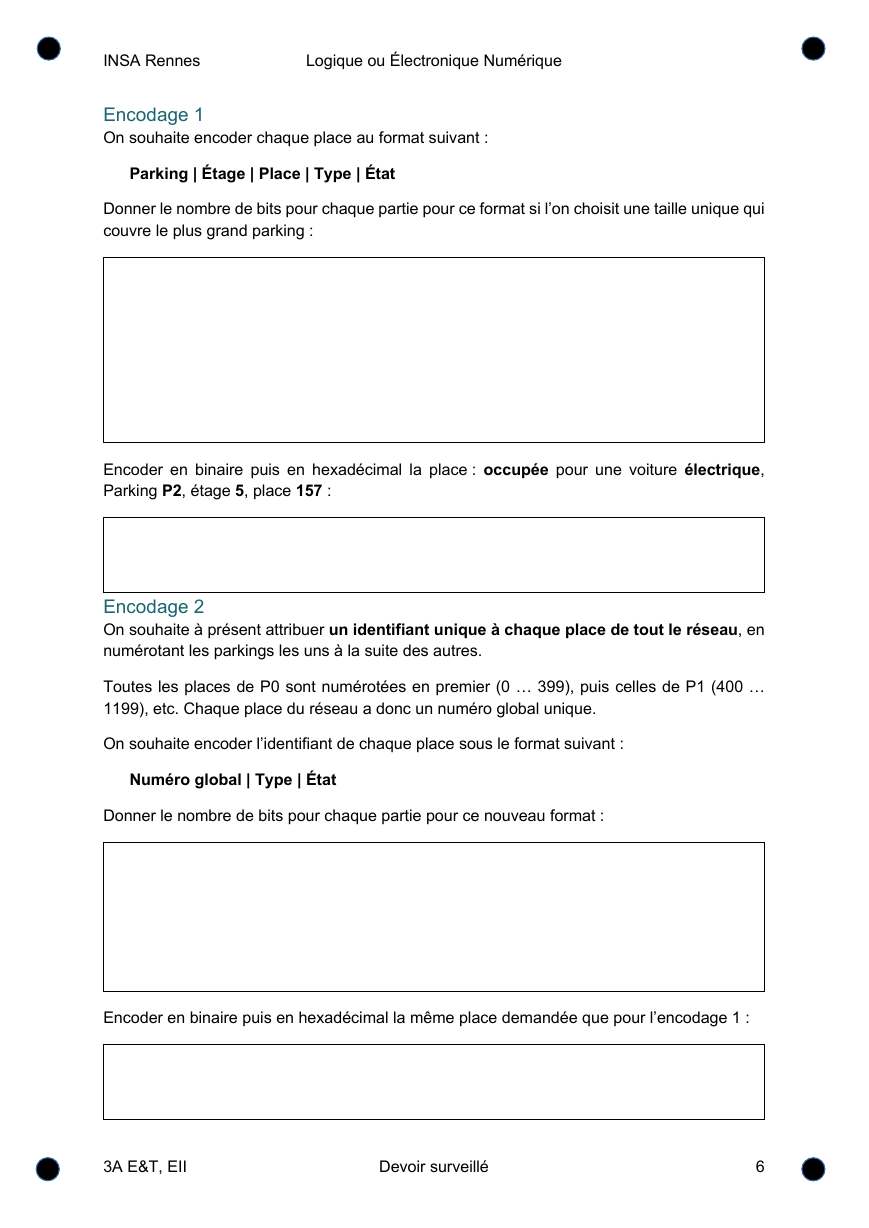 INSA Rennes Logique ou Électronique Numérique
Encodage 1
On souhaite encoder chaque place au format suivant :
Parking | Étage | Place | Type | État
Donner le nombre de bits pour chaque partie pour ce format si l’on choisit une taille unique qui
couvre le plus grand parking :
Encoder en binaire puis en hexadécimal la place : occupée pour une voiture électrique,
Parking P2, étage 5, place 157 :
Encodage 2
On souhaite à présent attribuer un identifiant unique à chaque place de tout le réseau, en
numérotant les parkings les uns à la suite des autres.
Toutes les places de P0 sont numérotées en premier (0 … 399), puis celles de P1 (400 …
1199), etc. Chaque place du réseau a donc un numéro global unique.
On souhaite encoder l’identifiant de chaque place sous le format suivant :
Numéro global | Type | État
Donner le nombre de bits pour chaque partie pour ce nouveau format :
Encoder en binaire puis en hexadécimal la même place demandée que pour l’encodage 1 :
3A E&T, EII Devoir surveillé 6